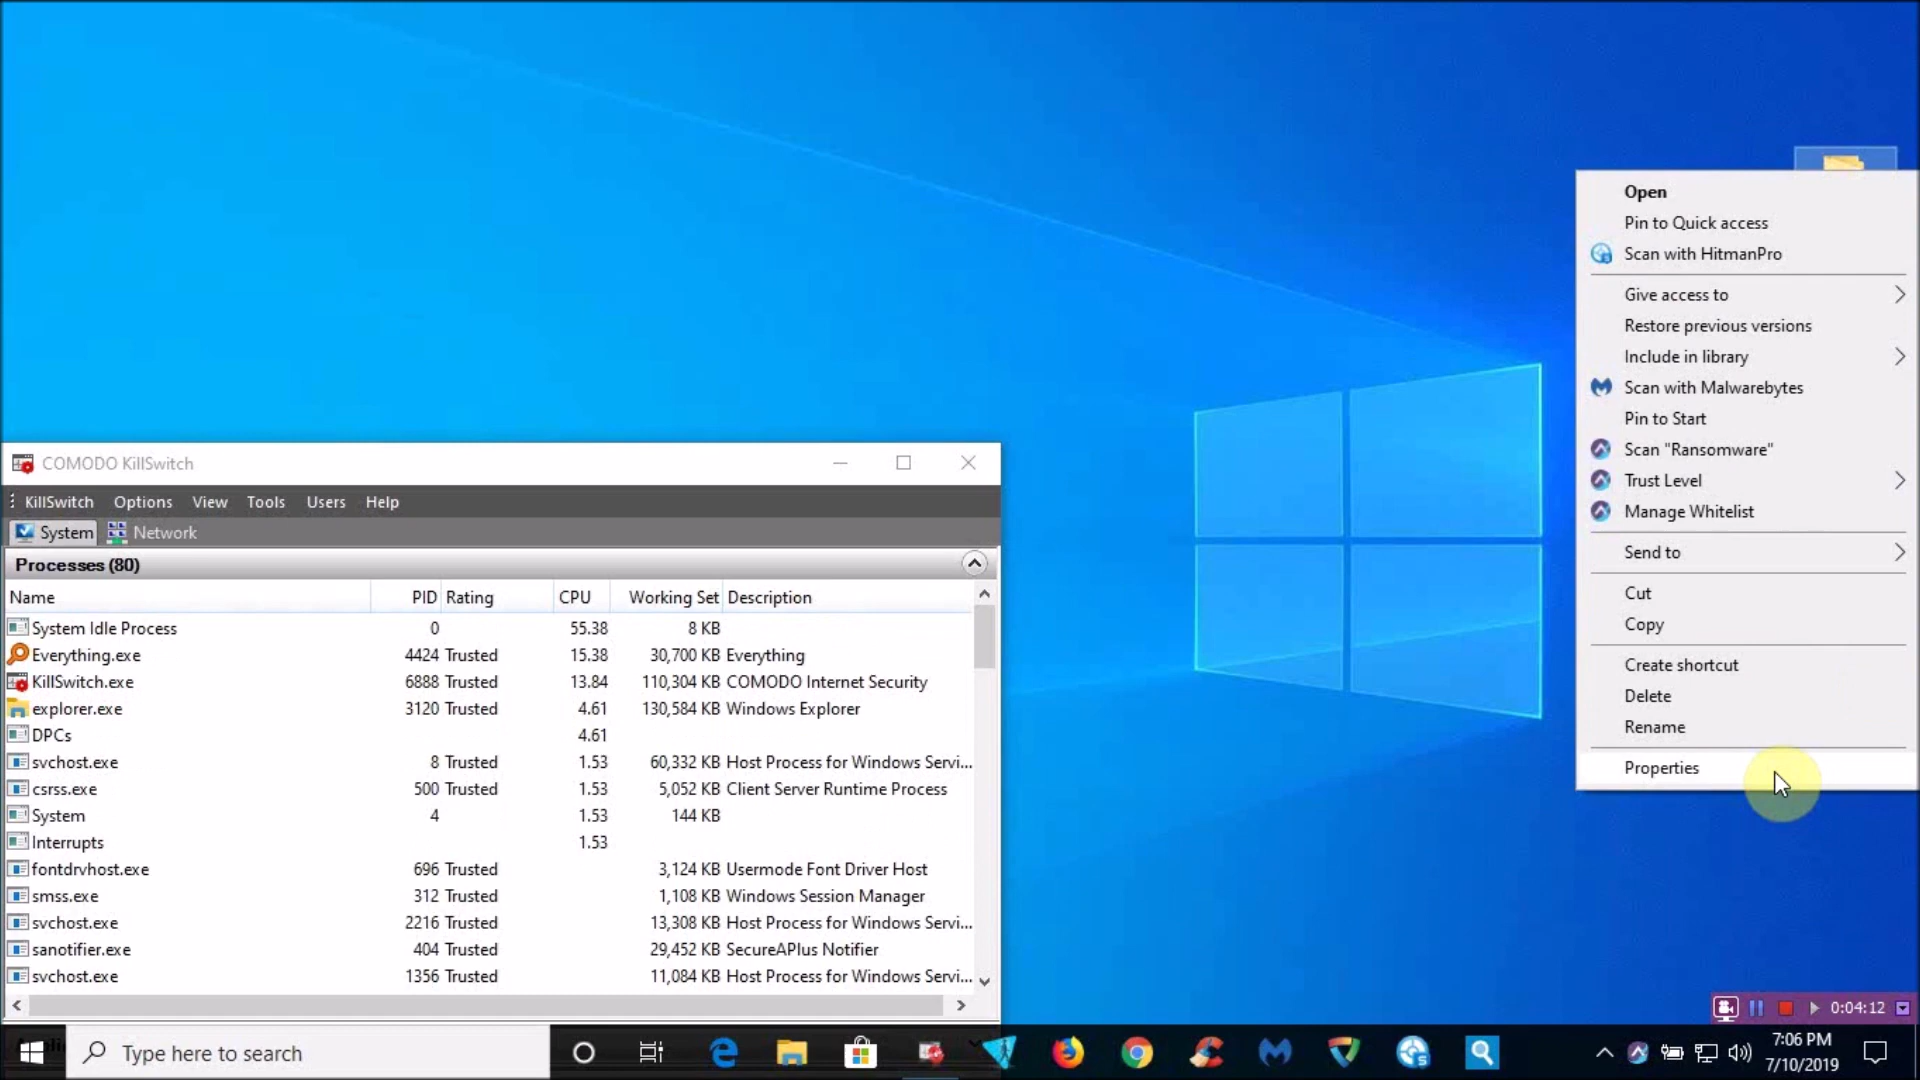 Open
Pin to Quick access
Scan with HitmanPro
Give access to
Restore previous versions
Include in library
Scan with Malwarebytes
Pin to Start
Scan "Ransomware"
Trust Level
Manage Whitelist
Send to
Cut
Copy
Create shortcut
Delete
Rename
Properties
COMODO KillSwitch
KillSwitch Options View Tools Users Help
System Network
Processes (80)
Name PID Rating CPU Working Set Description
System Idle Process 0 55.38 8 KB
Everything.exe 4424 Trusted 15.38 30,700 KB Everything
KillSwitch.exe 6888 Trusted 13.84 110,304 KB COMODO Internet Security
explorer.exe 3120 Trusted 4.61 130,584 KB Windows Explorer
DPCs 4.61
svchost.exe 8 Trusted 1.53 60,332 KB Host Process for Windows Servi...
csrss.exe 500 Trusted 1.53 5,052 KB Client Server Runtime Process
System 4 1.53 144 KB
Interrupts 1.53
fontdrvhost.exe 696 Trusted 3,124 KB Usermode Font Driver Host
smss.exe 312 Trusted 1,108 KB Windows Session Manager
svchost.exe 2216 Trusted 13,308 KB Host Process for Windows Servi...
sanotifier.exe 404 Trusted 29,452 KB SecureAPlus Notifier
svchost.exe 1356 Trusted 11,084 KB Host Process for Windows Servi...
0:04:12
Type here to search
7:06 PM
7/10/2019